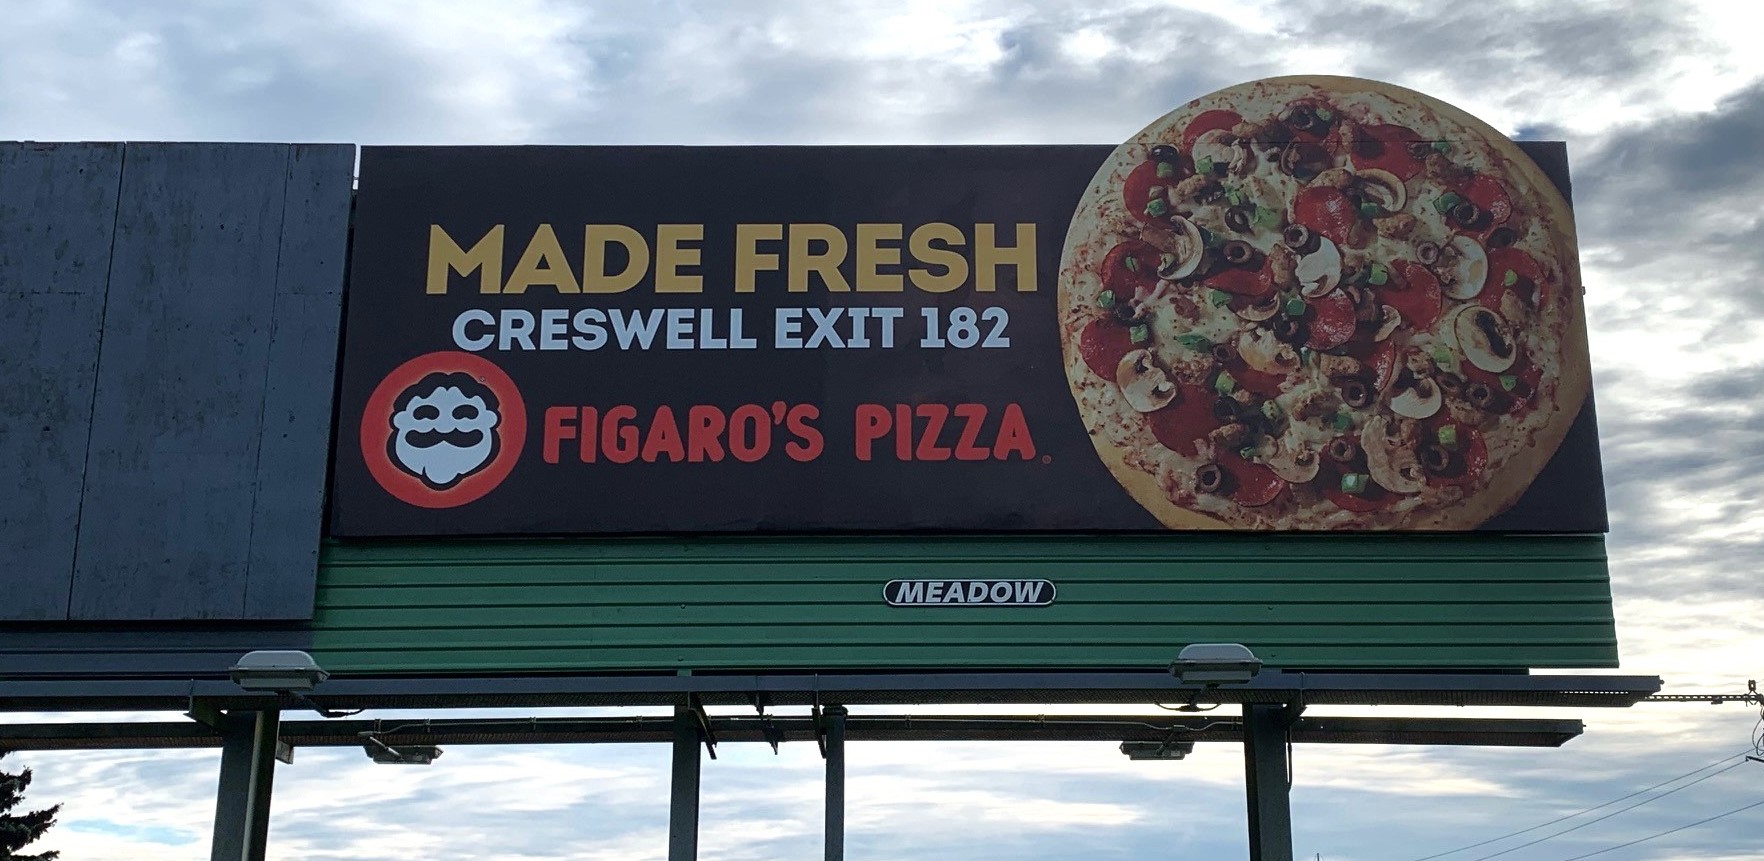 MADE FRESH
CRESWELL EXIT 182
FIGARO'S PIZZA
MEADOW